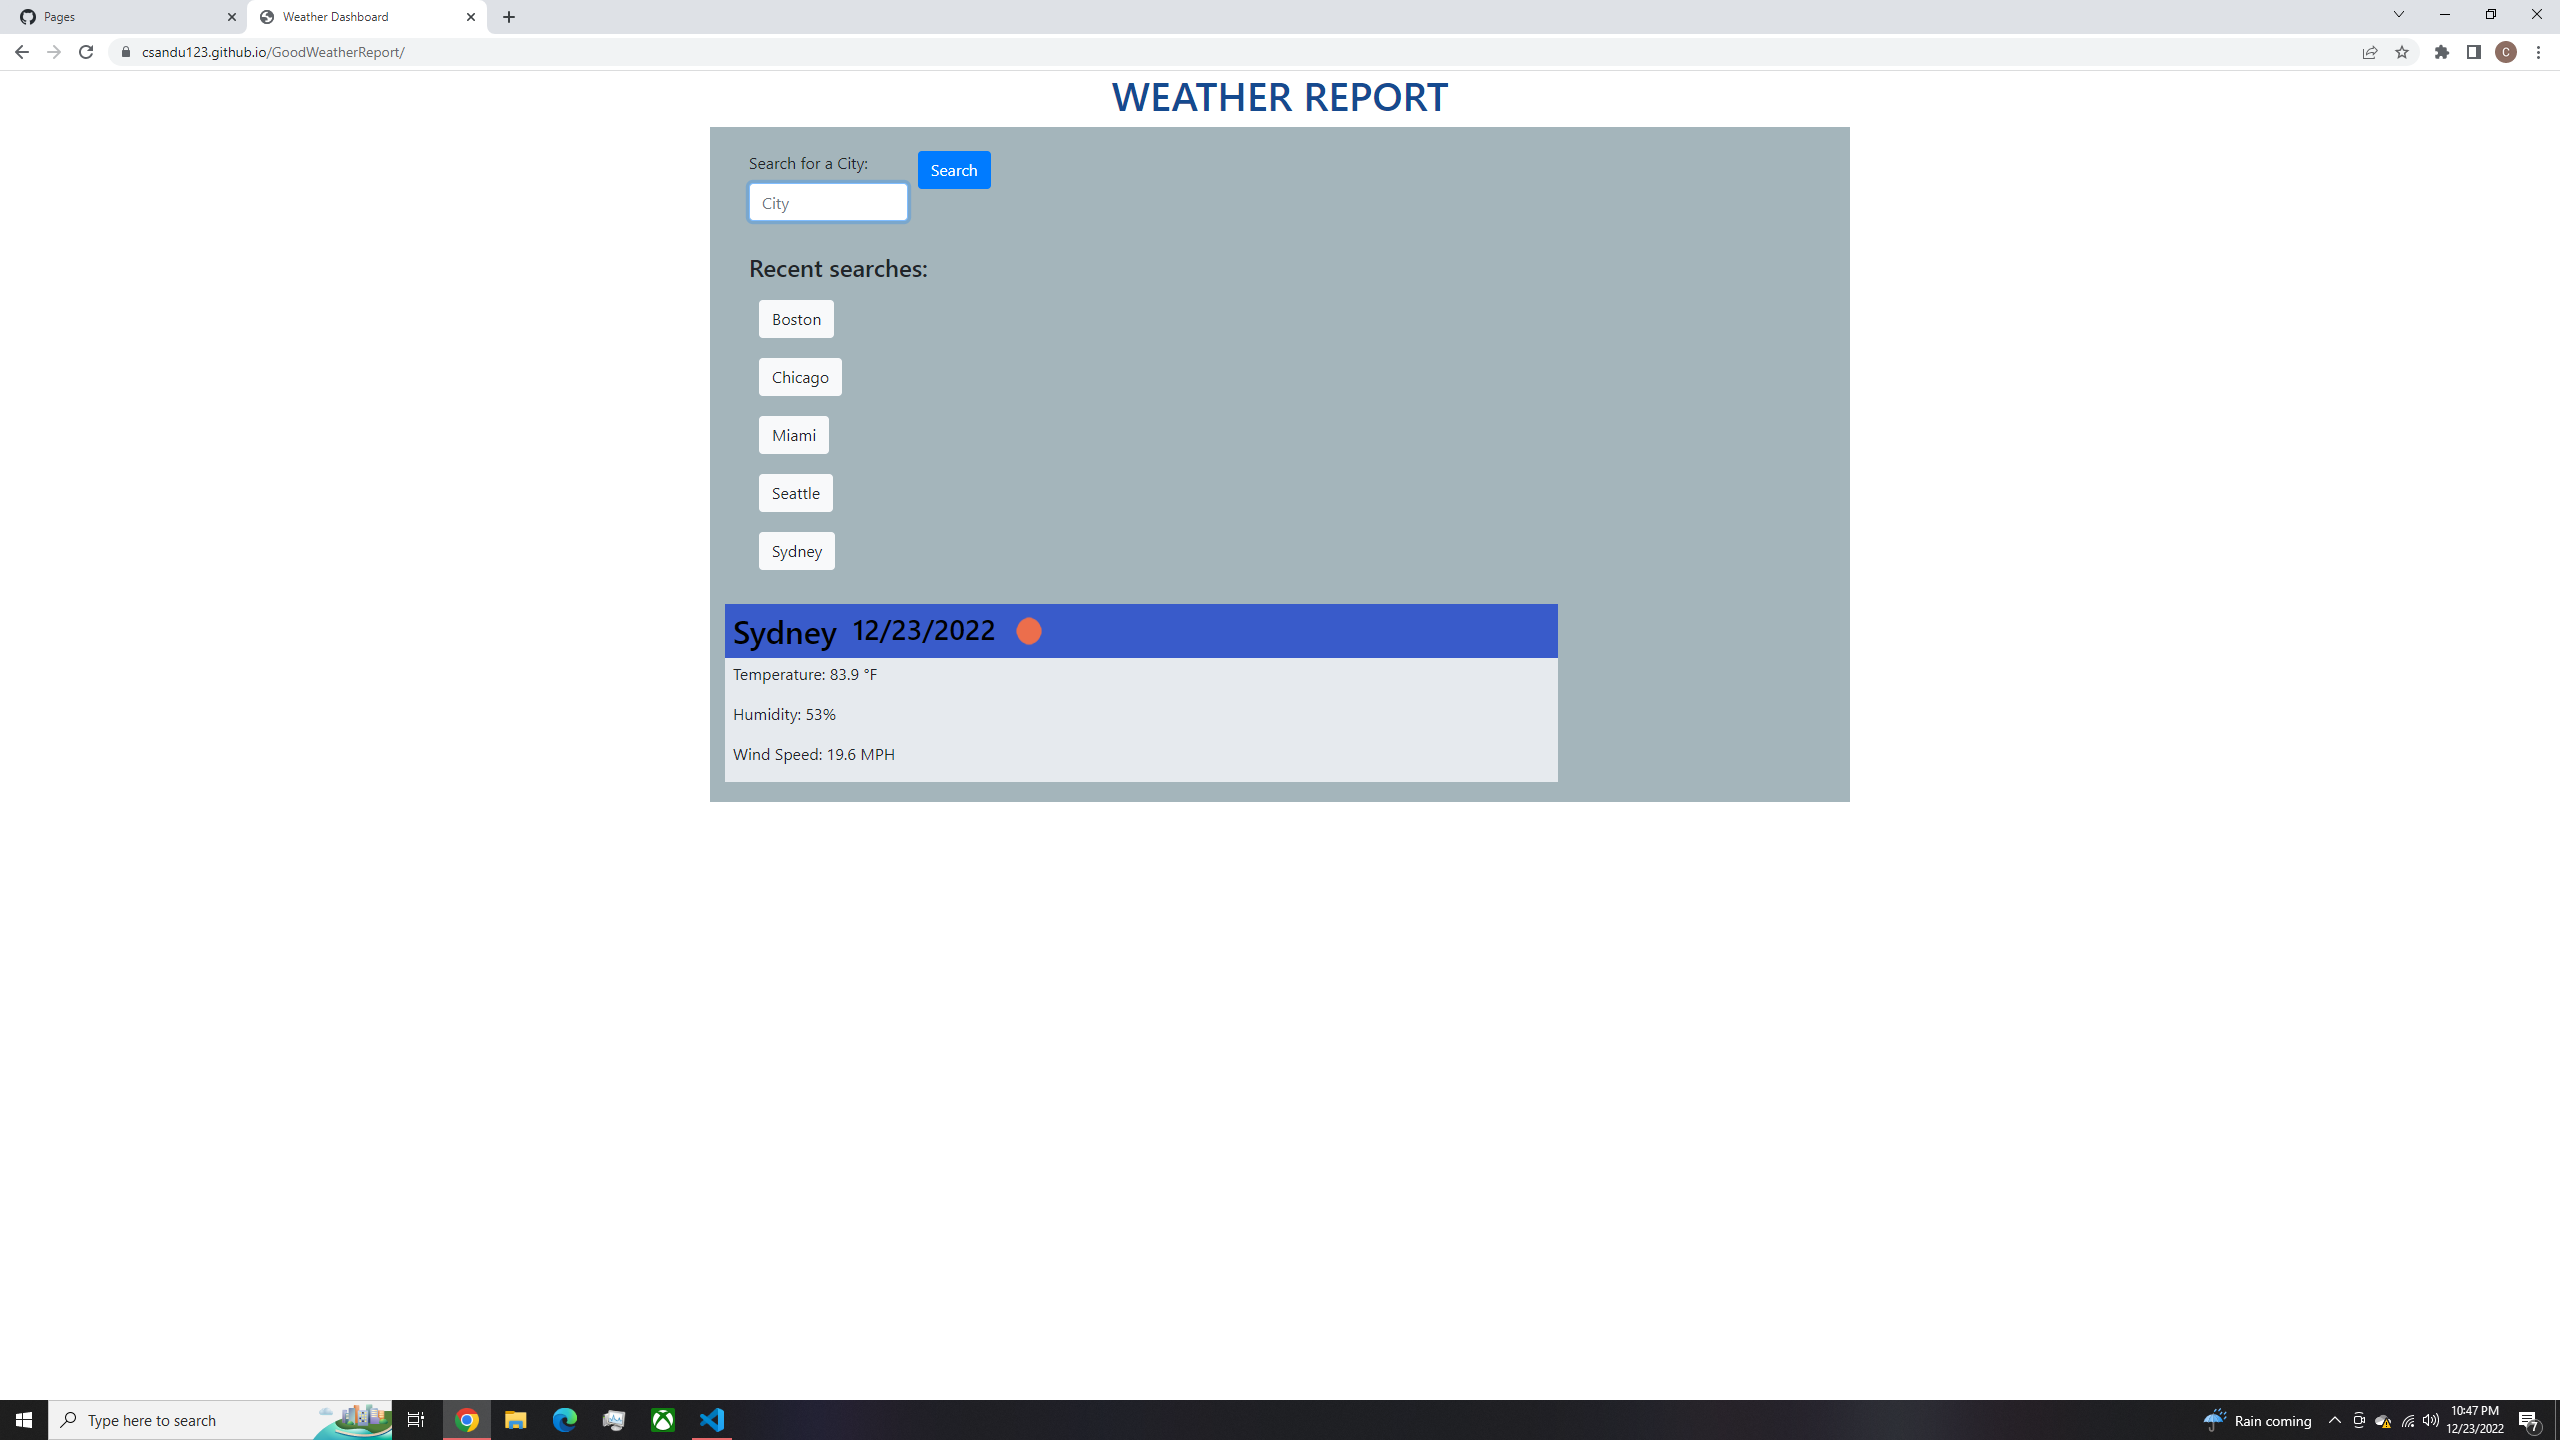 Pages
Weather Dashboard
csandu123.github.io/GoodWeatherReport/
C
WEATHER REPORT
Search for a City:
Search
City
Recent searches:
Boston
Chicago
Miami
Seattle
Sydney
Sydney 12/23/2022
Temperature: 83.9 °F
Humidity: 53%
Wind Speed: 19.6 MPH
Type here to search
Rain coming
10:47 PM
12/23/2022
7